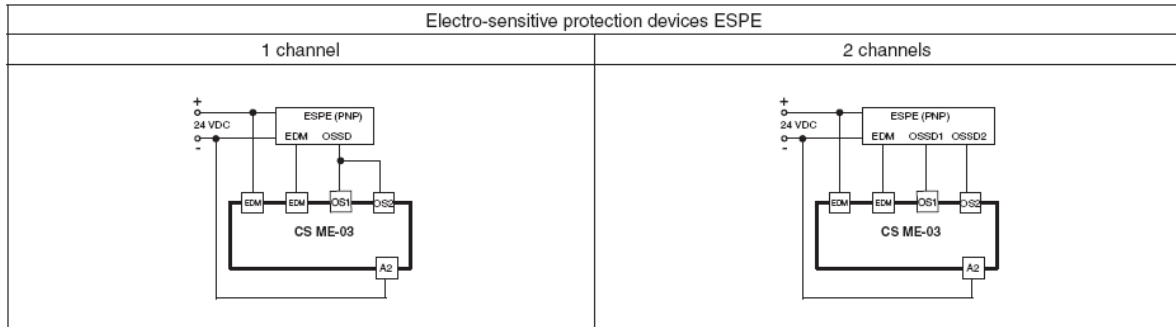 Electro-sensitive protection devices ESPE
1 channel
2 channels
+
24 VDC
-
ESPE (PNP)
EDM OSSD
EDM EDM OS1 OS2
CS ME-03
A2
+
24 VDC
-
ESPE (PNP)
EDM OSSD1 OSSD2
EDM EDM OS1 OS2
CS ME-03
A2